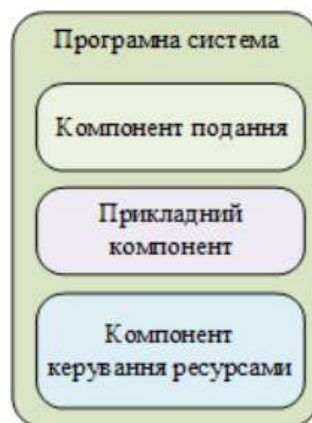 Програмна система
Компонент подання
Прикладний
компонент
Компонент
керування ресурсами